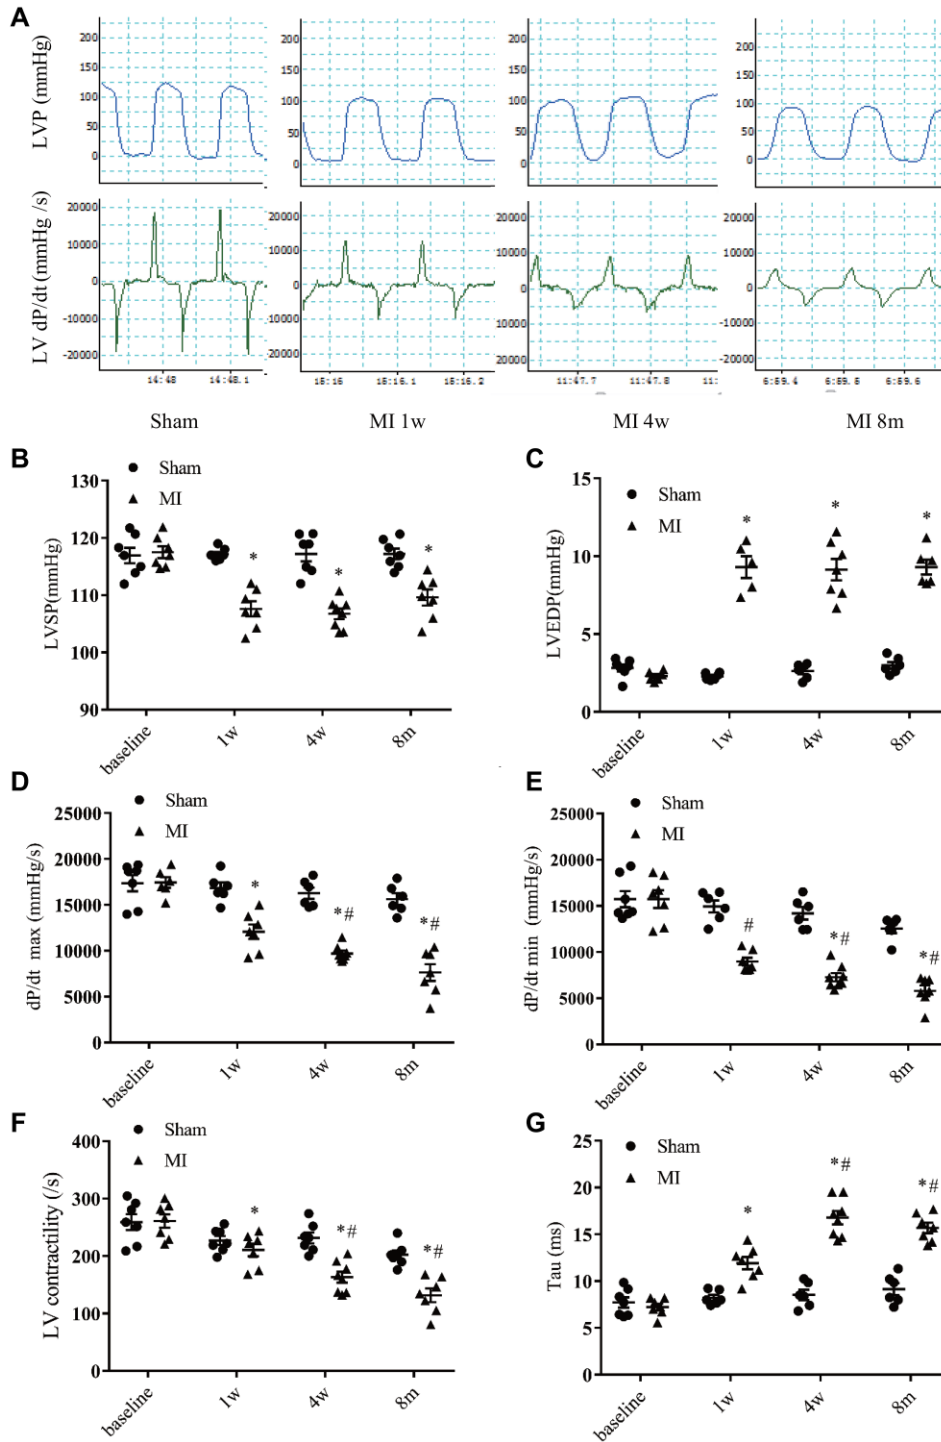 A
LVP (mmHg)
200 200 200 200
150 150 150 150
100 100 100 100
50 50 50 50
0 0 0 0
LV dP/dt (mmHg /s)
20000 20000 20000 20000
10000 10000 10000 10000
0 0 0 0
-10000 -10000 10000 -10000
-20000 20000 20000 -20000
14:48 14:48.1 15:16 15:16.1 15:16.2 11:47.7 11:47.8 11: 6:59.4 6:59.5 6:59.6
Sham MI 1w MI 4w MI 8m
B
Sham
MI
LVSP(mmHg)
130
120
110
100
90
* * *
baseline 1w 4w 8m
C
Sham
MI
LVEDP(mmHg)
15
10
5
0
* * *
baseline 1w 4w 8m
D
Sham
MI
dP/dt max (mmHg/s)
25000
20000
15000
10000
5000
0
* *# *#
baseline 1w 4w 8m
E
Sham
MI
dP/dt min (mmHg/s)
25000
20000
15000
10000
5000
0
# *# *#
baseline 1w 4w 8m
F
Sham
MI
LV contractility (/s)
400
300
200
100
0
* *# *#
baseline 1w 4w 8m
G
Sham
MI
Tau (ms)
25
20
15
10
5
0
* *# *#
baseline 1w 4w 8m